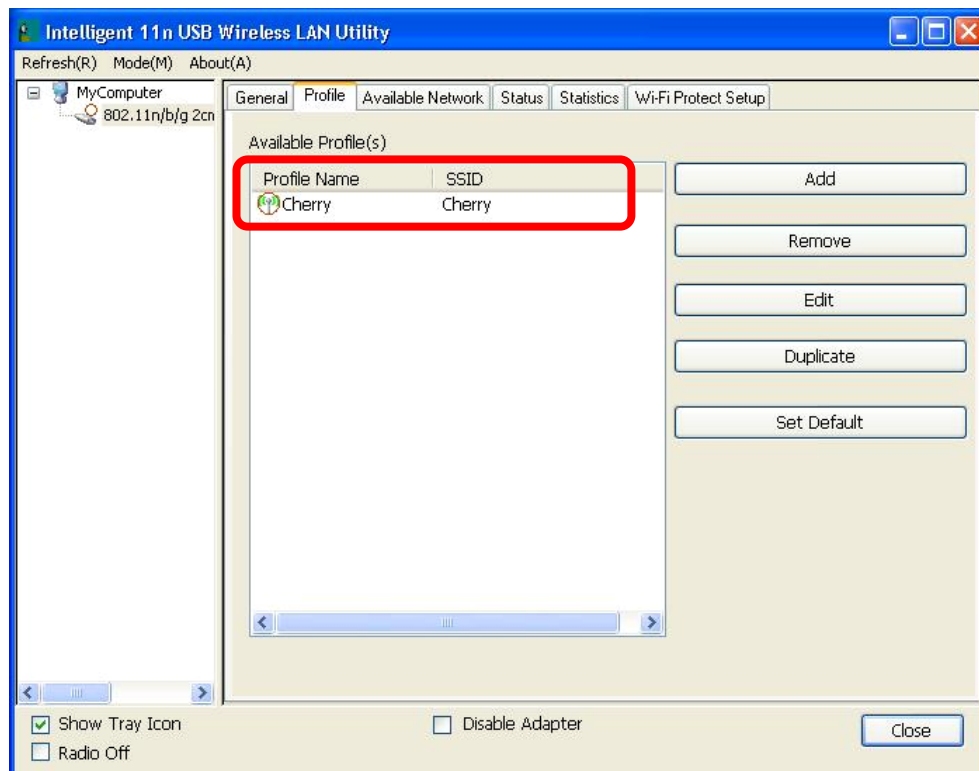 Intelligent 11n USB Wireless LAN Utility
Refresh(R) Mode(M) About(A)
MyComputer
802.11n/b/g 2cn
General Profile Available Network Status Statistics Wi-Fi Protect Setup
Available Profile(s)
Profile Name SSID
Cherry Cherry
Add
Remove
Edit
Duplicate
Set Default
Show Tray Icon
Radio Off
Disable Adapter
Close